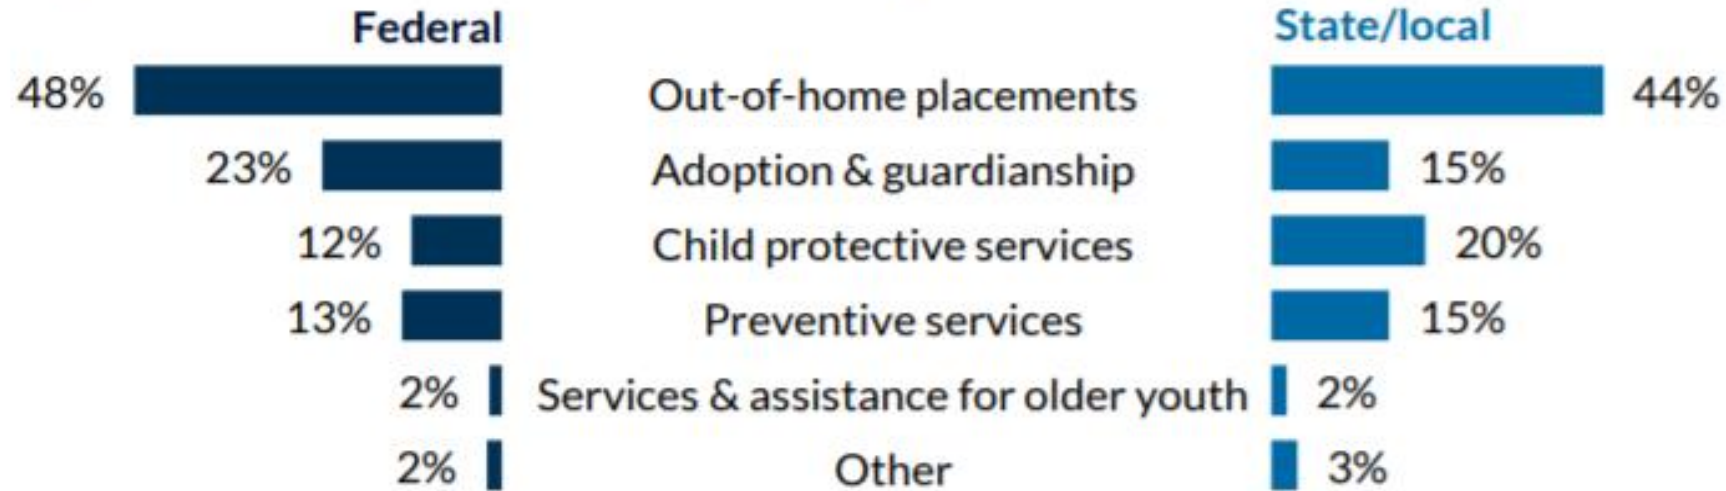 Federal State/local
48% Out-of-home placements 44%
23% Adoption & guardianship 15%
12% Child protective services 20%
13% Preventive services 15%
2% Services & assistance for older youth 2%
2% Other 3%